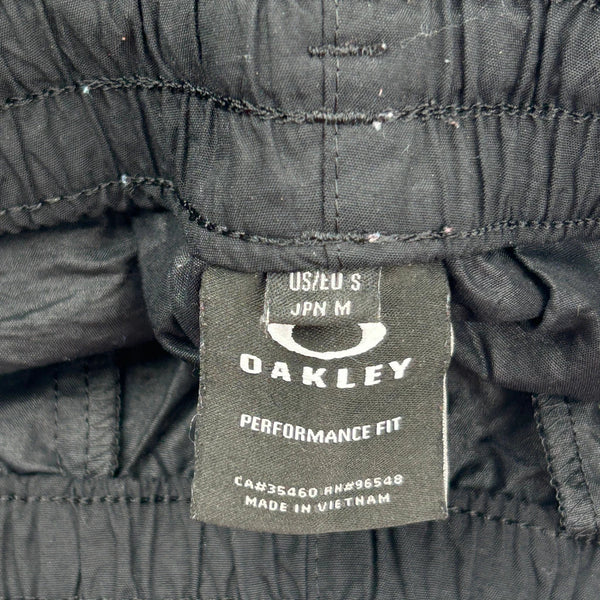 US/EU S
JPN M
OAKLEY
PERFORMANCE FIT
CA#35460 RN#96548
MADE IN VIETNAM